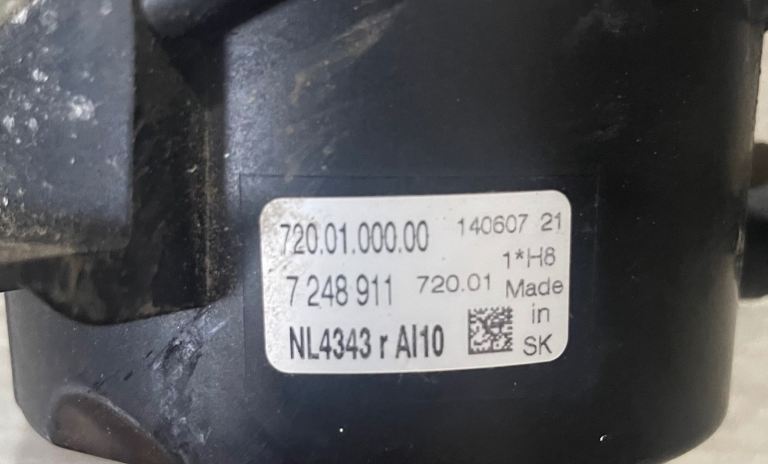 720.01.000.00 140607 21
1*H8
7 248 911 720.01 Made
in
NL4343 r AI10 SK